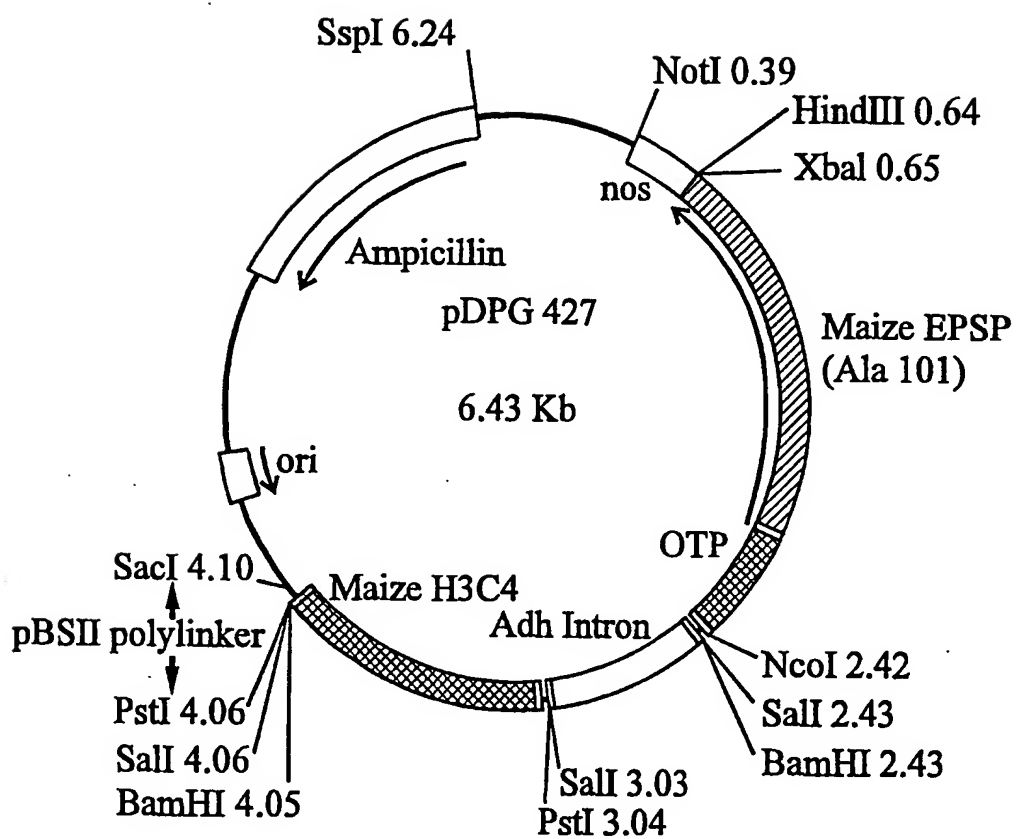 SspI 6.24
NotI 0.39
HindIII 0.64
XbaI 0.65
nos
Ampicillin
pDPG 427
Maize EPSP
(Ala 101)
6.43 Kb
ori
OTP
SacI 4.10
Maize H3C4
Adh Intron
pBSII polylinker
NcoI 2.42
PstI 4.06
SalI 2.43
SalI 4.06
BamHI 2.43
BamHI 4.05
SalI 3.03
PstI 3.04